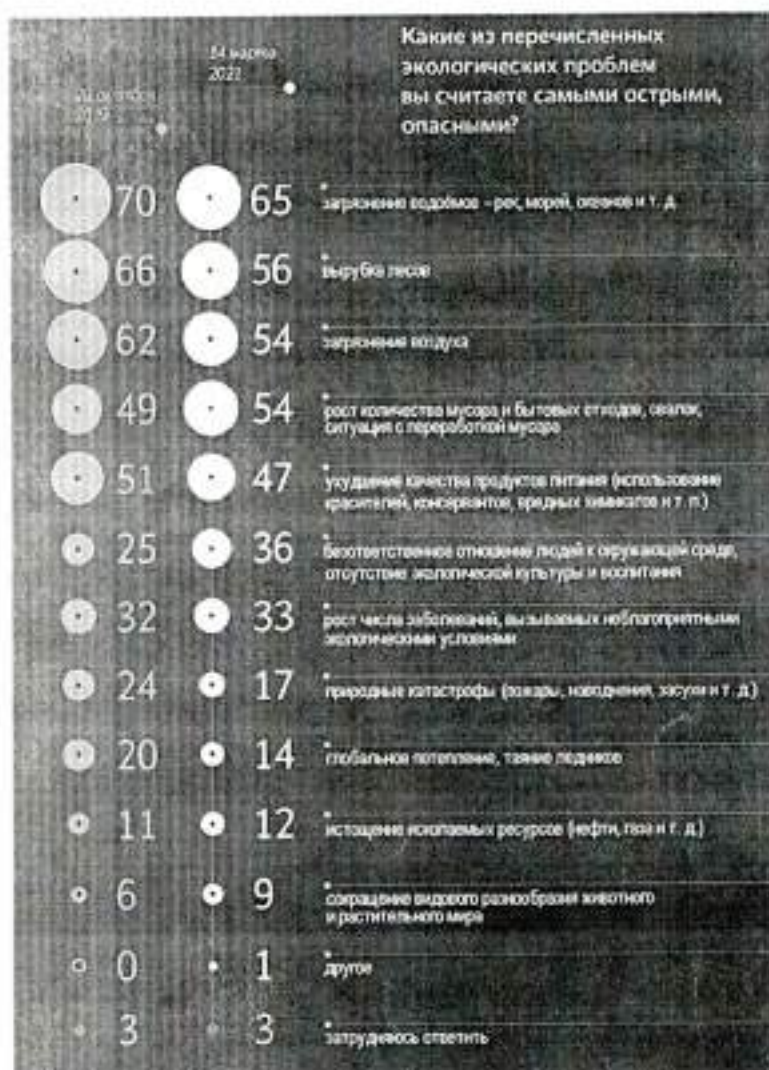 Какие из перечисленных
экологических проблем
вы считаете самыми острыми,
опасными?
14 марта
2021
70 65 загрязнение водоёмов – рек, морей, океанов и т. д.
66 56 вырубка лесов
62 54 загрязнение воздуха
49 54 рост количества мусора и бытовых отходов, свалок,
ситуация с переработкой мусора
51 47 ухудшение качества продуктов питания (использование
красителей, консервантов, вредных химикатов и т. п.)
25 36 безответственное отношение людей к окружающей среде,
отсутствие экологической культуры и воспитания
32 33 рост числа заболеваний, вызываемых неблагоприятными
экологическими условиями
24 17 природные катастрофы (пожары, наводнения, засухи и т. д.)
20 14 глобальное потепление, таяние ледников
11 12 истощение ископаемых ресурсов (нефти, газа и т. д.)
6 9 сокращение видового разнообразия животного
и растительного мира
0 1 другое
3 3 затрудняюсь ответить